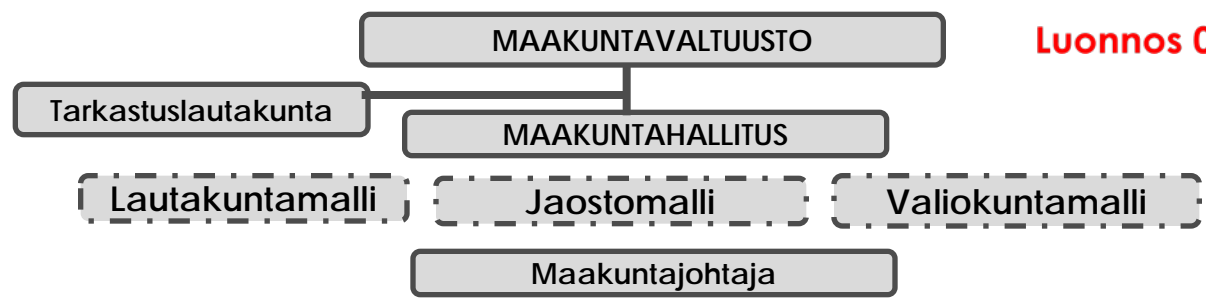 MAAKUNTAVALTUUSTO
Luonnos
Tarkastuslautakunta
MAAKUNTAHALLITUS
Lautakuntamalli Jaostomalli Valiokuntamalli
Maakuntajohtaja